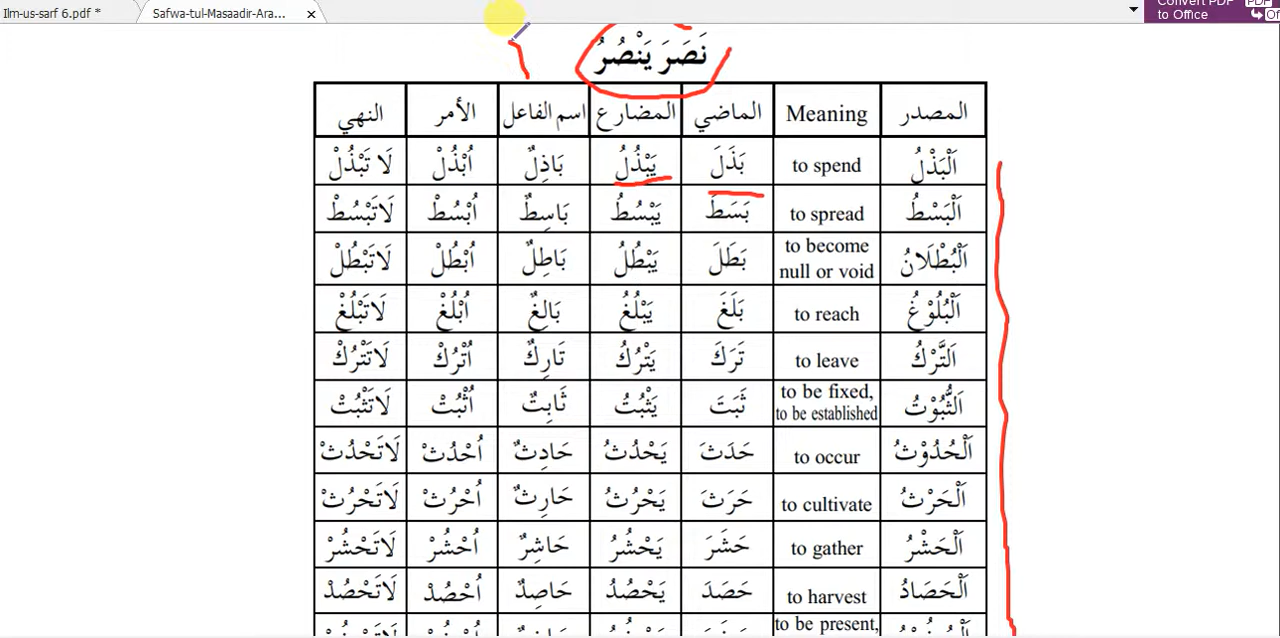 Ilm-us-sarf 6.pdf *
Safwa-tul-Masaadir-Ara...
Convert PDF
to Office
نَصَرَ يَنْصُرُ
المصدر Meaning الماضي المضارع اسم الفاعل الأمر النهي
اَلْبَذْلُ to spend بَذَلَ يَبْذُلُ بَاذِلٌ اُبْذُلْ لَا تَبْذُلْ
اَلْبَسْطُ to spread بَسَطَ يَبْسُطُ بَاسِطٌ اُبْسُطْ لَاتَبْسُطْ
اَلْبُطْلَانُ to become null or void بَطَلَ يَبْطُلُ بَاطِلٌ اُبْطُلْ لَاتَبْطُلْ
اَلْبُلُوْغُ to reach بَلَغَ يَبْلُغُ بَالِغٌ اُبْلُغْ لَاتَبْلُغْ
اَلتَّرْكُ to leave تَرَكَ يَتْرُكُ تَارِكٌ اُتْرُكْ لَاتَتْرُكْ
اَلثُّبُوْتُ to be fixed, to be established ثَبَتَ يَثْبُتُ ثَابِتٌ اُثْبُتْ لَاتَثْبُتْ
اَلْحُدُوْثُ to occur حَدَثَ يَحْدُثُ حَادِثٌ اُحْدُثْ لَاتَحْدُثْ
اَلْحَرْثُ to cultivate حَرَثَ يَحْرُثُ حَارِثٌ اُحْرُثْ لَاتَحْرُثْ
اَلْحَشْرُ to gather حَشَرَ يَحْشُرُ حَاشِرٌ اُحْشُرْ لَاتَحْشُرْ
اَلْحَصَادُ to harvest حَصَدَ يَحْصُدُ حَاصِدٌ اُحْصُدْ لَاتَحْصُدْ
to be present,